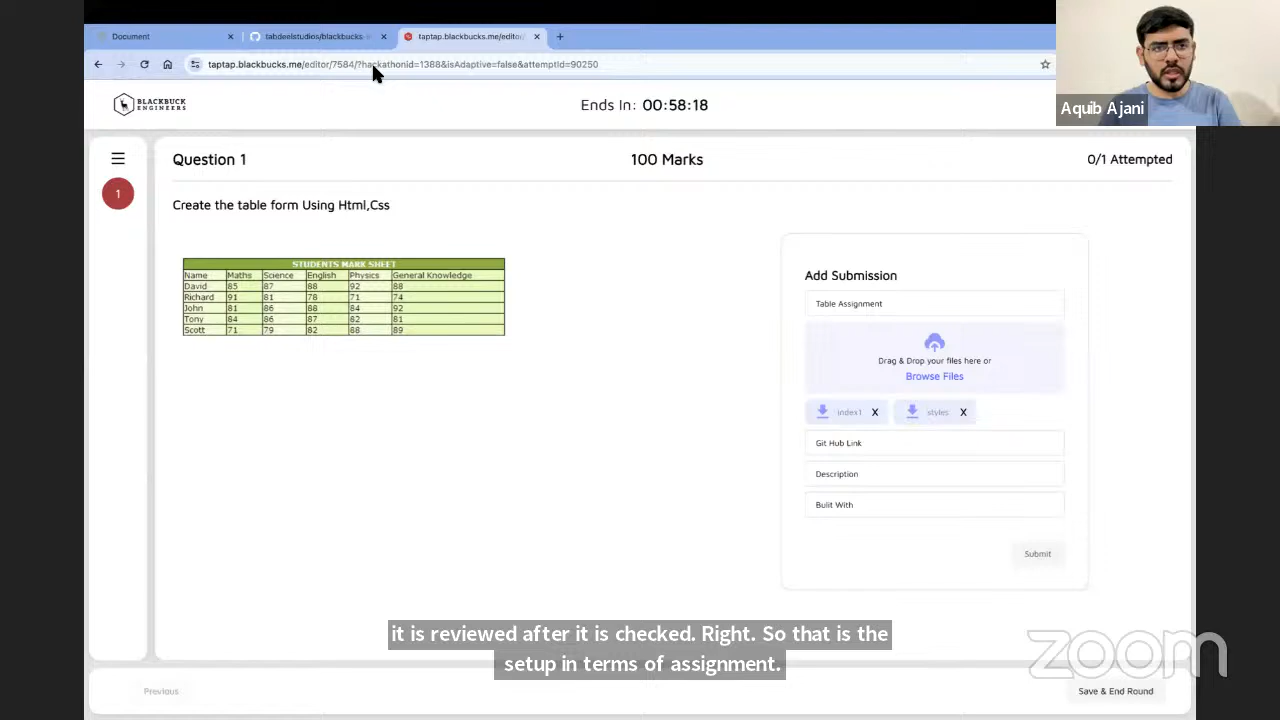 Document
labdeelstudios/blackbucks-
taptap.blackbucks.me/editor/
taptap.blackbucks.me/editor/7584/?hackathonid=1388&isAdaptive=false&attemptId=90250
Aquib Ajani
BLACKBUCK
ENGINEERS
Ends In: 00:58:18
Question 1
100 Marks
0/1 Attempted
1
Create the table form Using Html,Css
STUDENTS MARK SHEET
Name Maths Science English Physics General Knowledge
David 85 87 88 92 88
Richard 91 81 78 71 74
John 81 86 88 84 92
Tony 84 86 87 82 81
Scott 71 79 82 88 89
Add Submission
Table Assignment
Drag & Drop your files here or
Browse Files
index1 X
styles X
Git Hub Link
Description
Bulit With
Submit
it is reviewed after it is checked. Right. So that is the
setup in terms of assignment.
zoom
Previous
Save & End Round